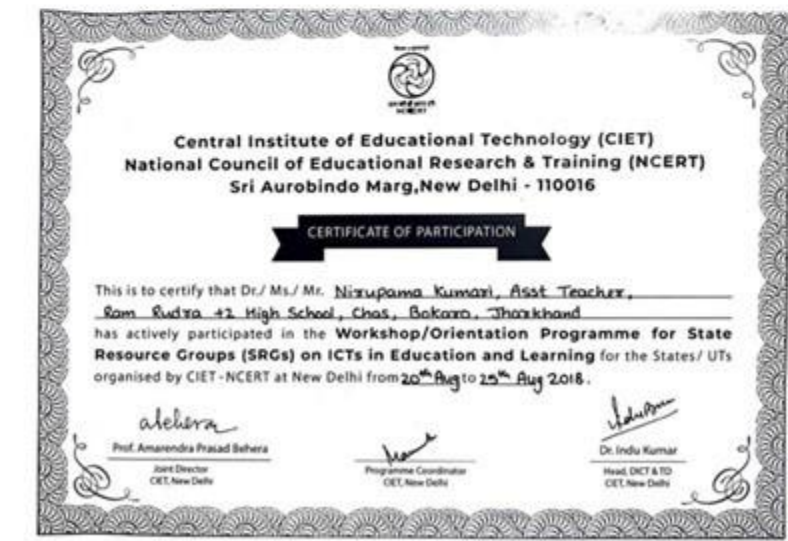 NCERT
Central Institute of Educational Technology (CIET)
National Council of Educational Research & Training (NCERT)
Sri Aurobindo Marg,New Delhi - 110016
CERTIFICATE OF PARTICIPATION
This is to certify that Dr./ Ms./ Mr. Nirupama Kumari, Asst Teacher,
Ram Rudra +2 High School, Chas, Bokaro, Jharkhand
has actively participated in the Workshop/Orientation Programme for State
Resource Groups (SRGs) on ICTs in Education and Learning for the States/ UTs
organised by CIET-NCERT at New Delhi from 20th Aug to 25th Aug 2018.
Prof. Amarendra Prasad Behera
Joint Director
CIET, New Delhi
Programme Coordinator
CIET, New Delhi
Dr. Indu Kumar
Head, DICT & TD
CIET, New Delhi